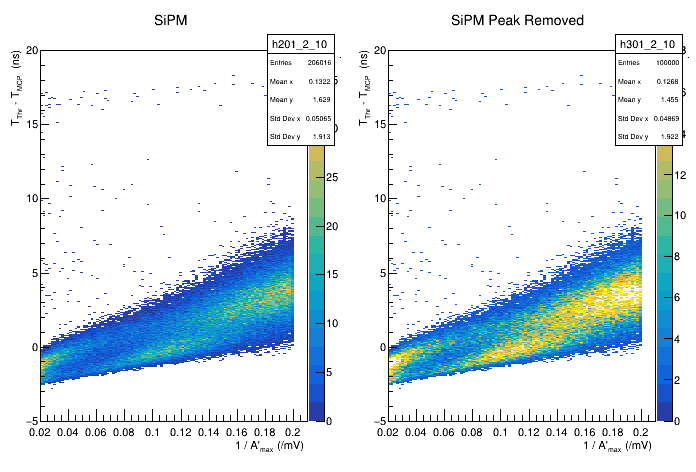 SiPM
h201_2_10
Entries 206016
Mean x 0.1322
Mean y 1.629
Std Dev x 0.05065
Std Dev y 1.913
T_Thr - T_MCP (ns)
20
15
10
5
0
−5
0.02 0.04 0.06 0.08 0.1 0.12 0.14 0.16 0.18 0.2
1 / A'_max (/mV)
25
20
15
10
5
0
SiPM Peak Removed
h301_2_10
Entries 100000
Mean x 0.1268
Mean y 1.455
Std Dev x 0.04869
Std Dev y 1.922
T_Thr - T_MCP (ns)
20
15
10
5
0
−5
0.02 0.04 0.06 0.08 0.1 0.12 0.14 0.16 0.18 0.2
1 / A'_max (/mV)
12
10
8
6
4
2
0